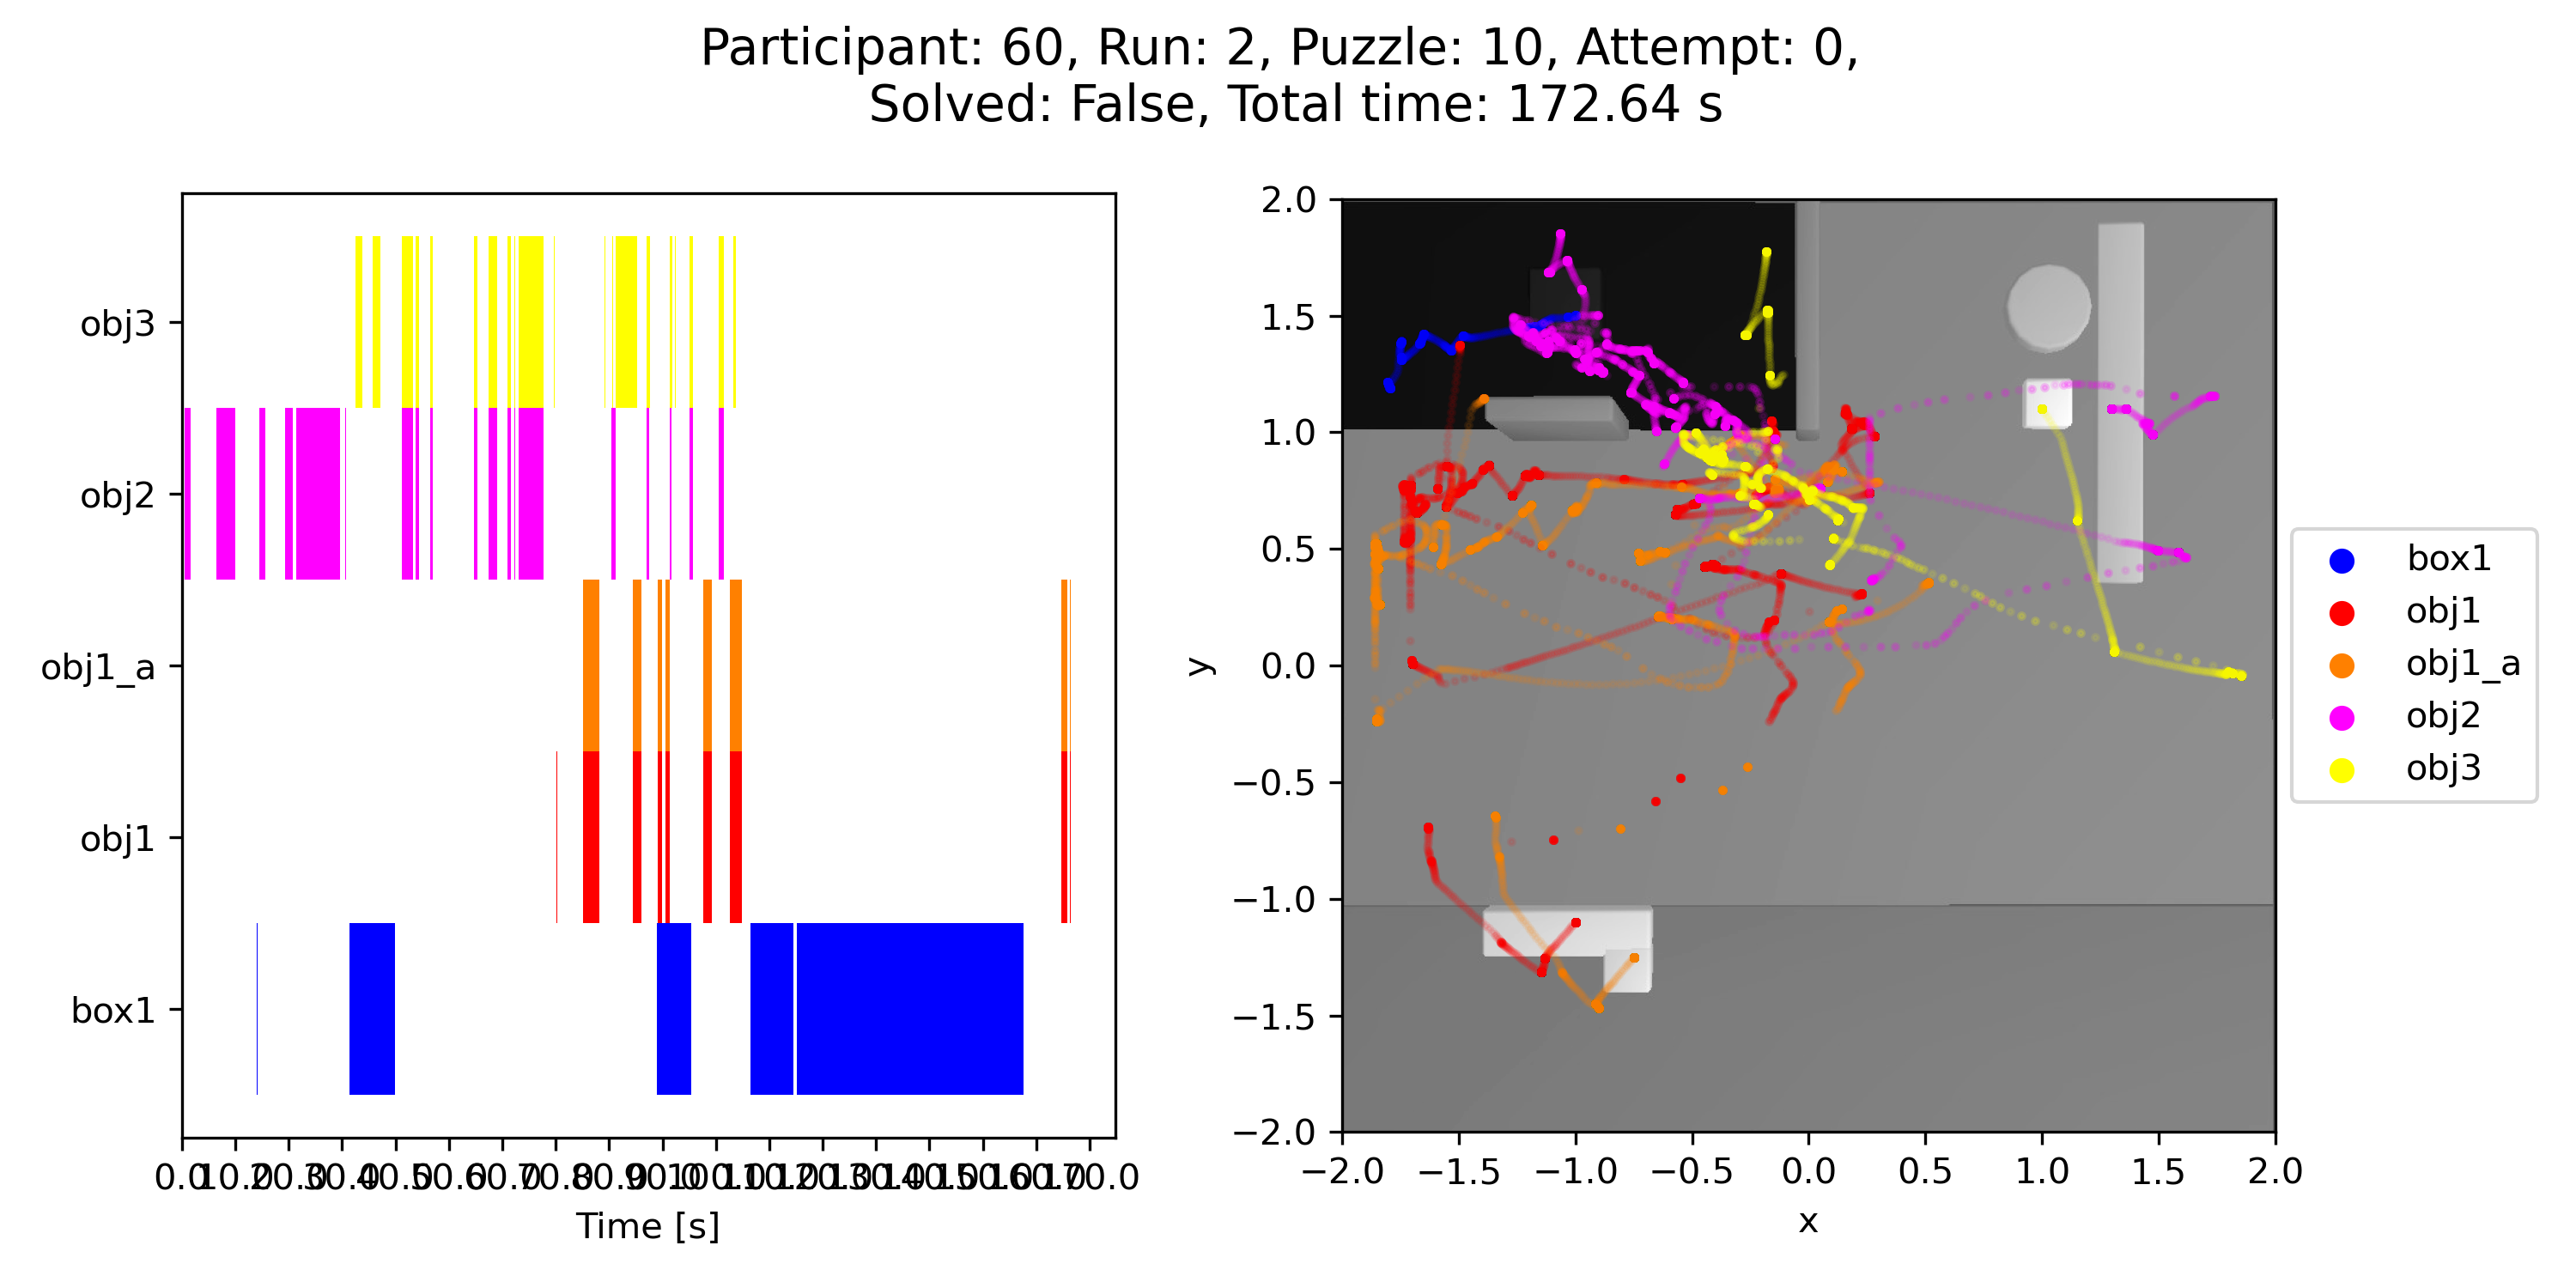 Participant: 60, Run: 2, Puzzle: 10, Attempt: 0,
Solved: False, Total time: 172.64 s
obj3
obj2
obj1_a
obj1
box1
0.0 10.0 20.0 30.0 40.0 50.0 60.0 70.0 80.0 90.0 100.0 110.0 120.0 130.0 140.0 150.0 160.0 170.0
Time [s]
2.0
1.5
1.0
0.5
0.0
−0.5
−1.0
−1.5
−2.0
y
−2.0 −1.5 −1.0 −0.5 0.0 0.5 1.0 1.5 2.0
x
box1
obj1
obj1_a
obj2
obj3